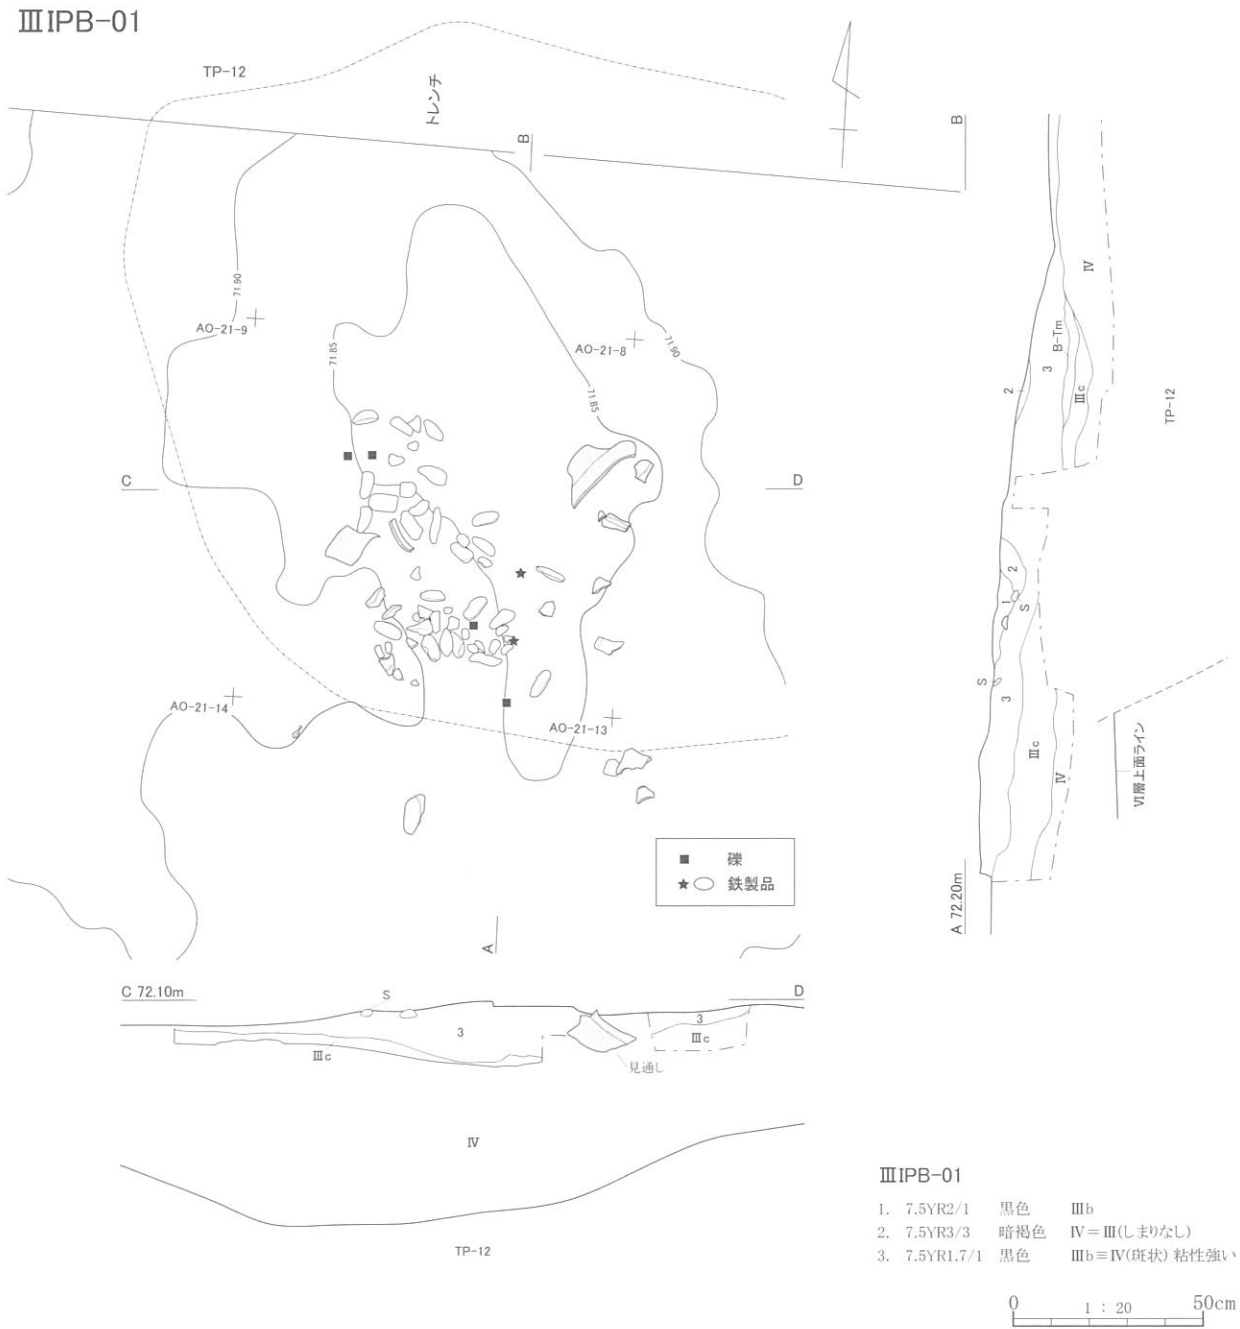 ⅢIPB-01
TP-12
トレンチ
B
B
71.90
AO-21-9
71.85
AO-21-8
71.90
71.85
Ⅳ
B-Tm
3
2
Ⅲc
TP-12
C
D
2
1
S
S
3
Ⅲc
Ⅳ
Ⅵ層上面ライン
AO-21-14
AO-21-13
■ 礫
★ 鉄製品
A
A 72.20m
C 72.10m
D
S
3
3
Ⅲc
Ⅲc
見通し
Ⅳ
TP-12
ⅢIPB-01
1. 7.5YR2/1 黒色 Ⅲb
2. 7.5YR3/3 暗褐色 Ⅳ=Ⅲ(しまりなし)
3. 7.5YR1.7/1 黒色 Ⅲb≡Ⅳ(斑状) 粘性強い
0 1 : 20 50cm